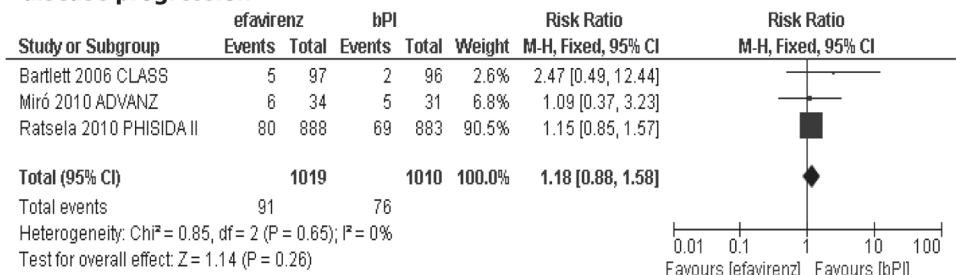 efavirenz bPI Risk Ratio Risk Ratio
Study or Subgroup Events Total Events Total Weight M-H, Fixed, 95% CI M-H, Fixed, 95% CI
Bartlett 2006 CLASS 5 97 2 96 2.6% 2.47 [0.49, 12.44]
Miró 2010 ADVANZ 6 34 5 31 6.8% 1.09 [0.37, 3.23]
Ratsela 2010 PHISIDA II 80 888 69 883 90.5% 1.15 [0.85, 1.57]
Total (95% CI) 1019 1010 100.0% 1.18 [0.88, 1.58]
Total events 91 76
Heterogeneity: Chi² = 0.85, df = 2 (P = 0.65); I² = 0%
Test for overall effect: Z = 1.14 (P = 0.26)
0.01 0.1 1 10 100
Favours [efavirenz] Favours [bPI]